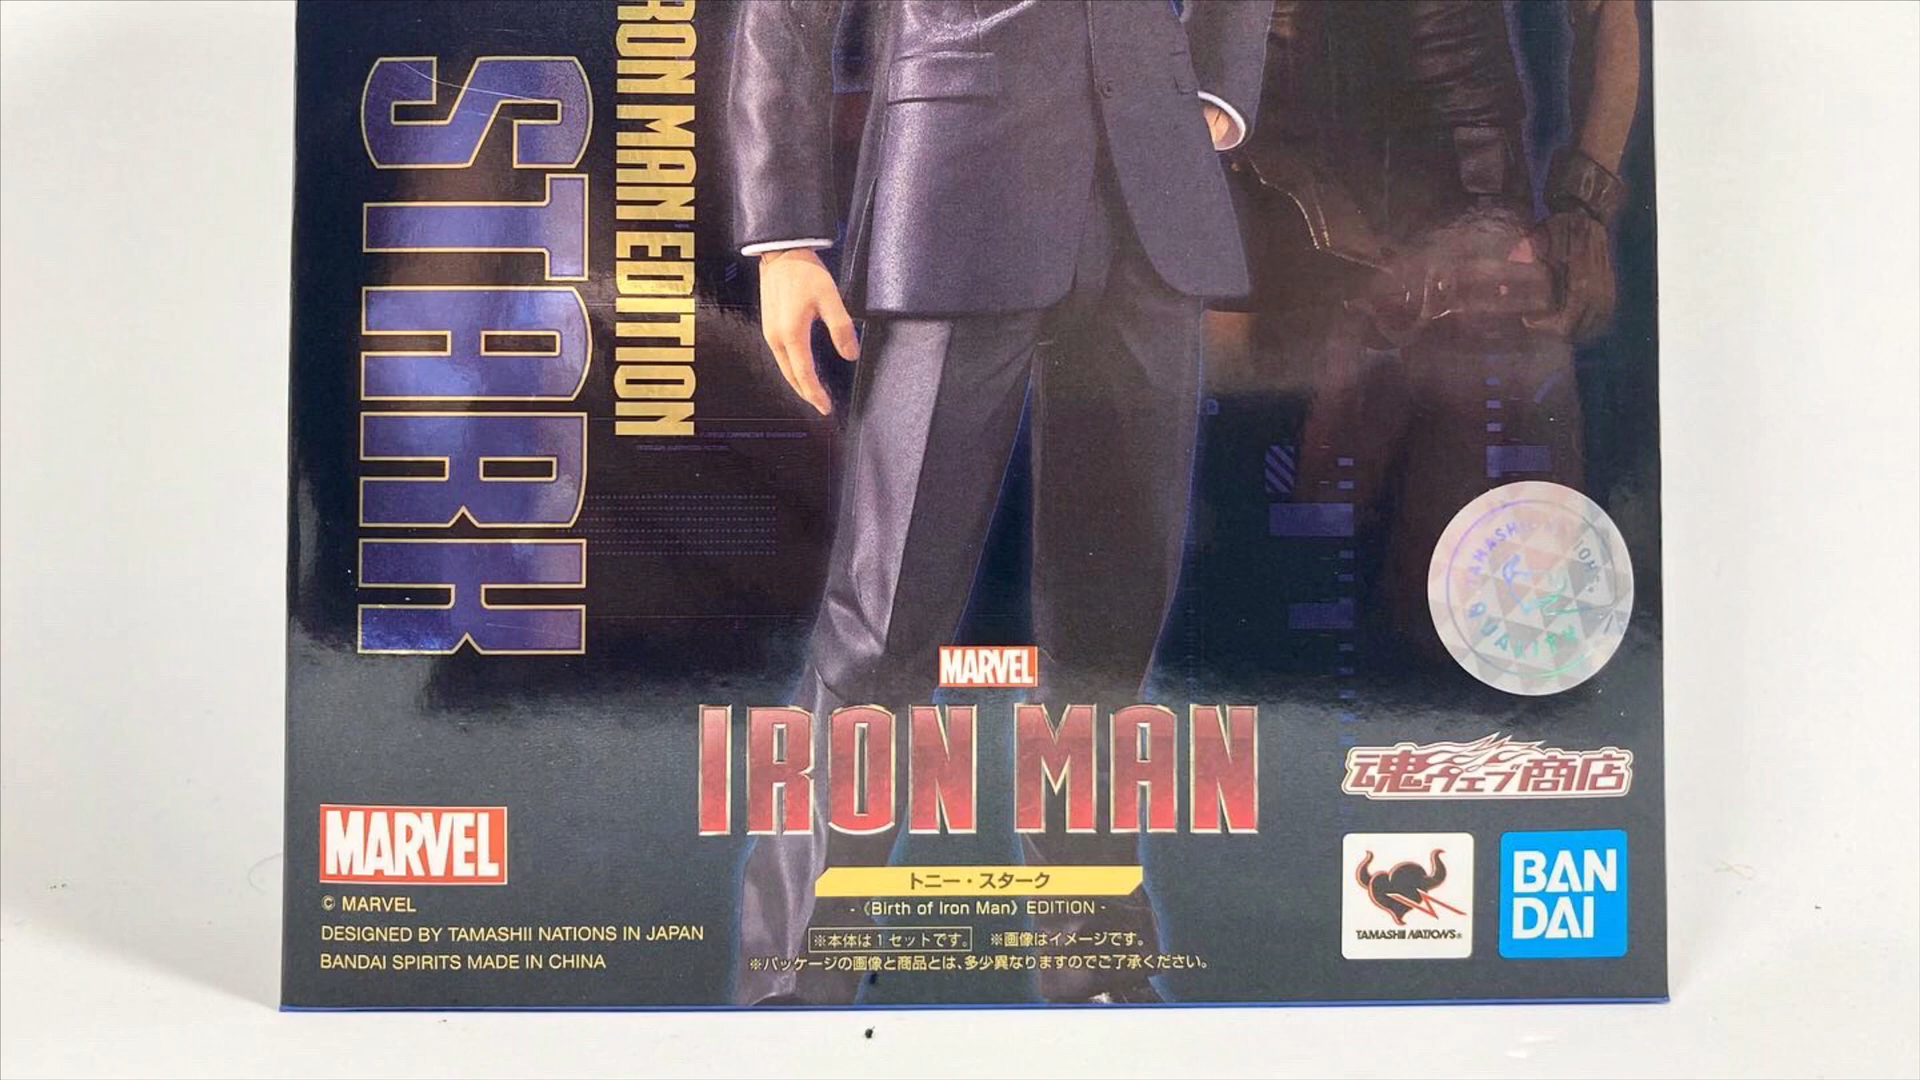 STARK
RON MAN EDITION
TAMASHII NATIONS QUALITY
MARVEL
IRON MAN
トニー・スターク
-《Birth of Iron Man》EDITION -
※本体は1セットです。 ※画像はイメージです。
※パッケージの画像と商品とは、多少異なりますのでご了承ください。
MARVEL
© MARVEL
DESIGNED BY TAMASHII NATIONS IN JAPAN
BANDAI SPIRITS MADE IN CHINA
魂ウェブ商店
TAMASHII NATIONS®
BAN
DAI